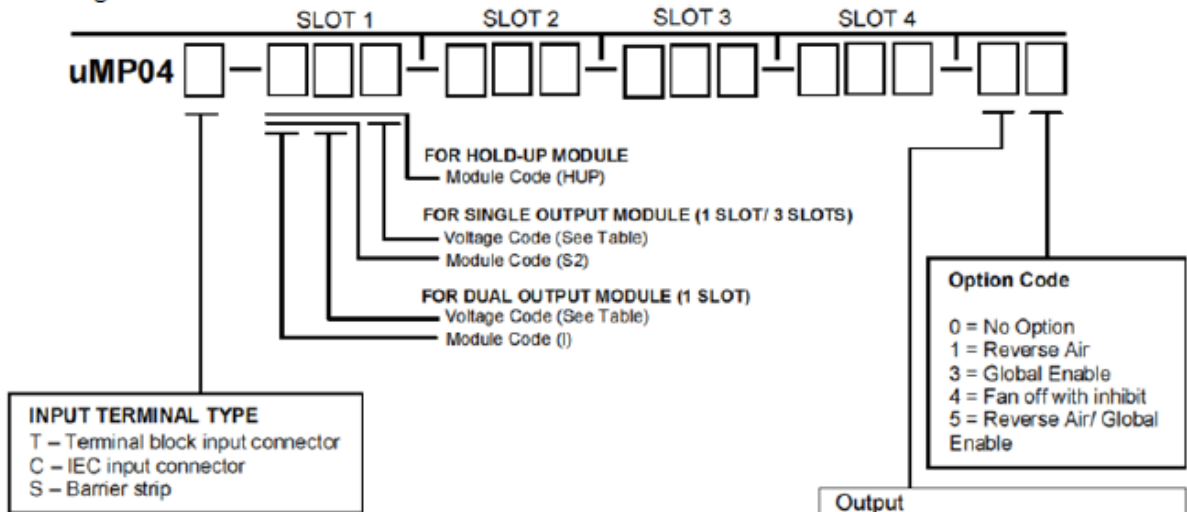 SLOT 1 SLOT 2 SLOT 3 SLOT 4
uMP04
FOR HOLD-UP MODULE
Module Code (HUP)
FOR SINGLE OUTPUT MODULE (1 SLOT/ 3 SLOTS)
Voltage Code (See Table)
Module Code (S2)
FOR DUAL OUTPUT MODULE (1 SLOT)
Voltage Code (See Table)
Module Code (I)
Option Code
0 = No Option
1 = Reverse Air
3 = Global Enable
4 = Fan off with inhibit
5 = Reverse Air/ Global
Enable
INPUT TERMINAL TYPE
T – Terminal block input connector
C – IEC input connector
S – Barrier strip
Output